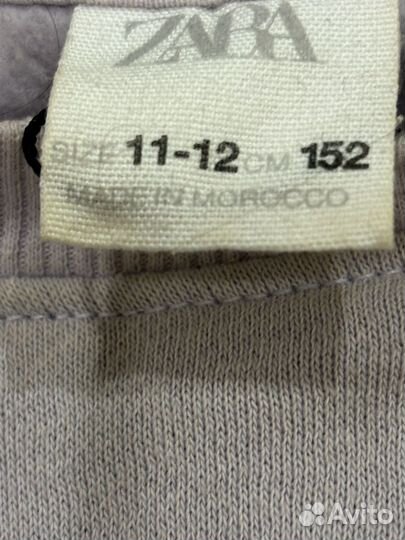 ZARA
SIZE 11-12 CM 152
MADE IN MOROCCO
Avito